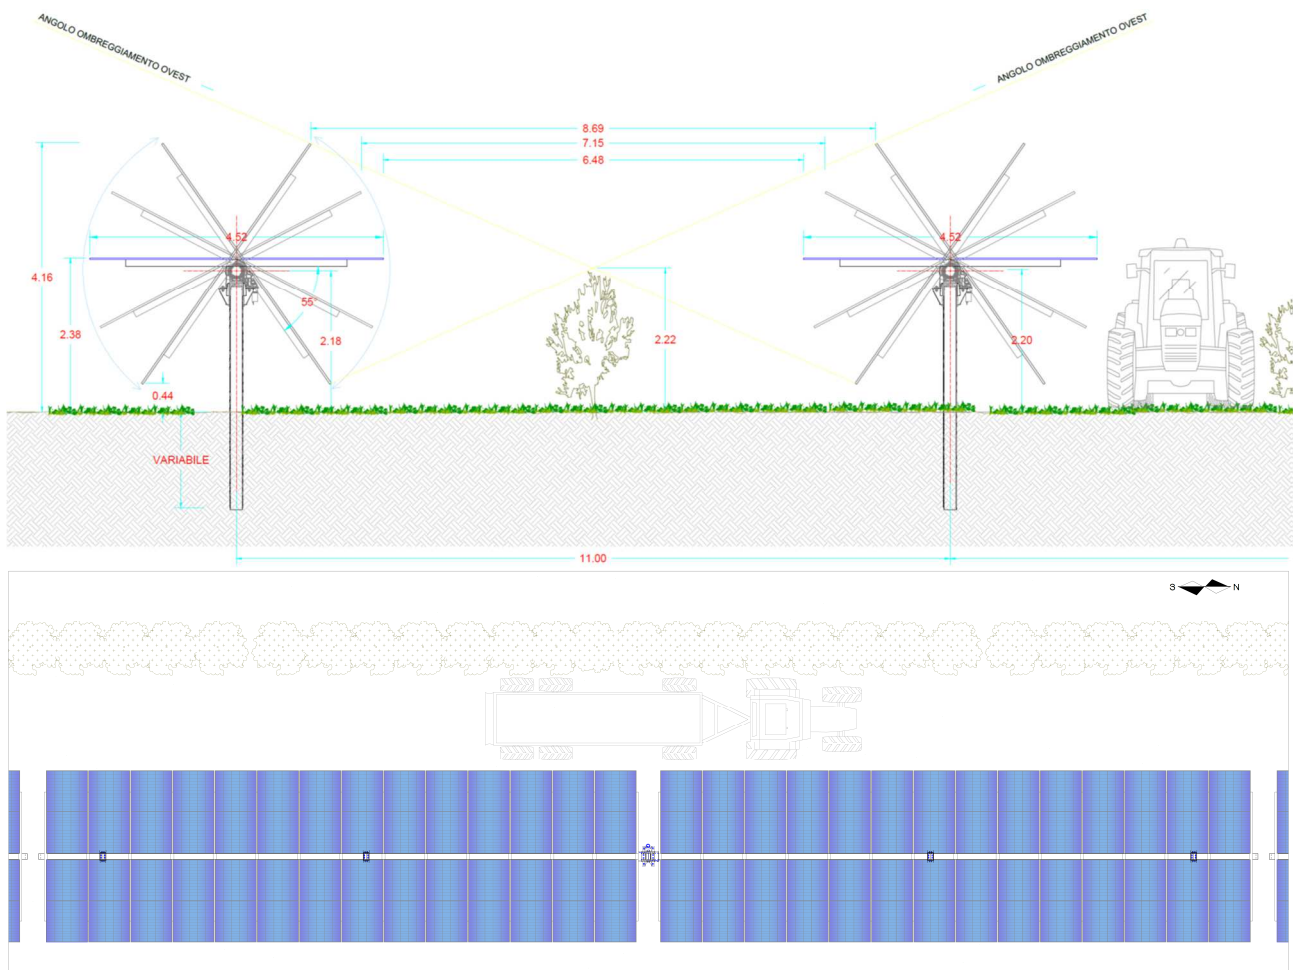 ANGOLO OMBREGGIAMENTO OVEST
ANGOLO OMBREGGIAMENTO OVEST
8.69
7.15
6.48
4.52
4.52
4.16
2.38
55°
2.18
2.22
2.20
0.44
VARIABILE
11.00
S
N